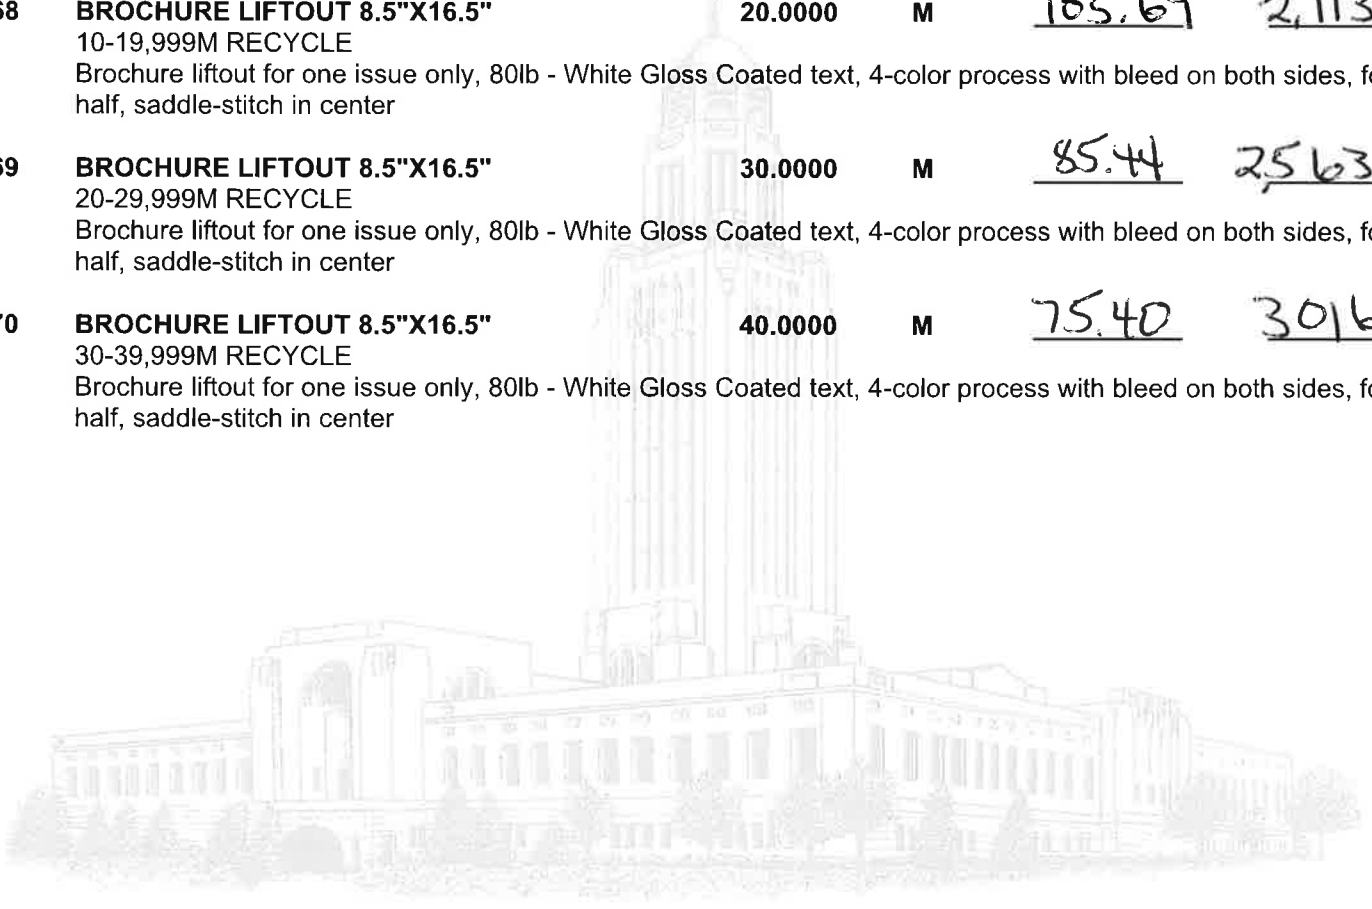 68 BROCHURE LIFTOUT 8.5"X16.5" 20.0000 M 105.67 2,113
10-19,999M RECYCLE
Brochure liftout for one issue only, 80lb - White Gloss Coated text, 4-color process with bleed on both sides, fo
half, saddle-stitch in center
69 BROCHURE LIFTOUT 8.5"X16.5" 30.0000 M 85.44 2,563
20-29,999M RECYCLE
Brochure liftout for one issue only, 80lb - White Gloss Coated text, 4-color process with bleed on both sides, fo
half, saddle-stitch in center
70 BROCHURE LIFTOUT 8.5"X16.5" 40.0000 M 75.40 3016
30-39,999M RECYCLE
Brochure liftout for one issue only, 80lb - White Gloss Coated text, 4-color process with bleed on both sides, fo
half, saddle-stitch in center